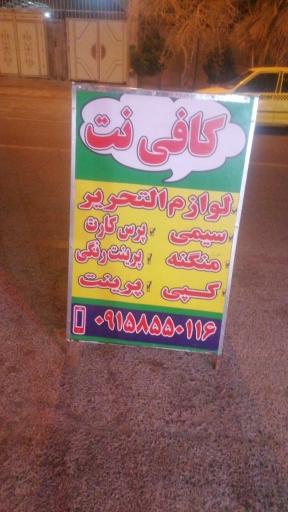 کافی نت
لوازم التحریر
سیمی پرس کارت
منگنه پرینت رنگی
کپی پرینت
۰۹۱۵۸۵۵۰۱۱۶